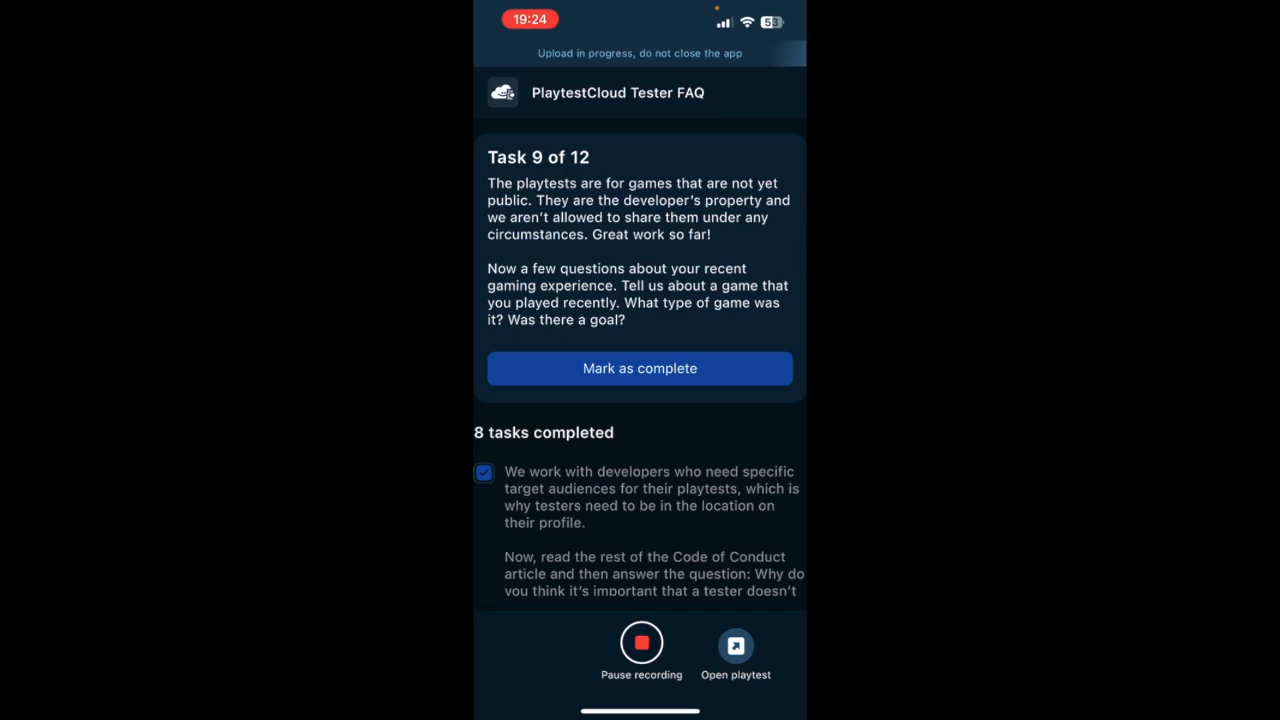 19:24
53
Upload in progress, do not close the app
PlaytestCloud Tester FAQ
Task 9 of 12
The playtests are for games that are not yet
public. They are the developer's property and
we aren't allowed to share them under any
circumstances. Great work so far!
Now a few questions about your recent
gaming experience. Tell us about a game that
you played recently. What type of game was
it? Was there a goal?
Mark as complete
8 tasks completed
We work with developers who need specific
target audiences for their playtests, which is
why testers need to be in the location on
their profile.
Now, read the rest of the Code of Conduct
article and then answer the question: Why do
you think it's important that a tester doesn't
Pause recording
Open playtest